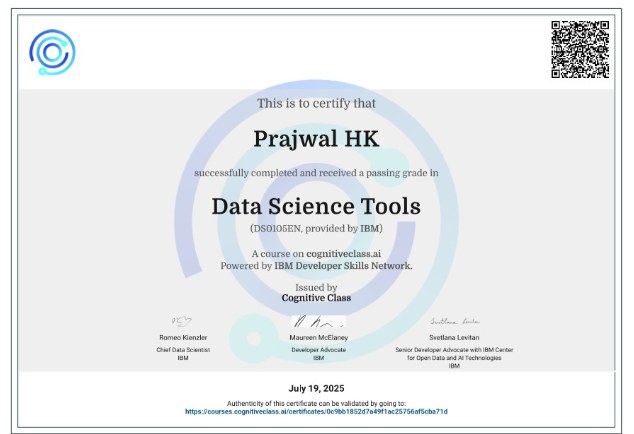 This is to certify that
Prajwal HK
successfully completed and received a passing grade in
Data Science Tools
(DS0105EN, provided by IBM)
A course on cognitiveclass.ai
Powered by IBM Developer Skills Network.
Issued by
Cognitive Class
Romeo Kienzler
Chief Data Scientist
IBM
Maureen McElaney
Developer Advocate
IBM
Svetlana Levitan
Svetlana Levitan
Senior Developer Advocate with IBM Center
for Open Data and AI Technologies
IBM
July 19, 2025
Authenticity of this certificate can be validated by going to:
https://courses.cognitiveclass.ai/certificates/0c9bb1852d7a49f1ac25756af5cba71d